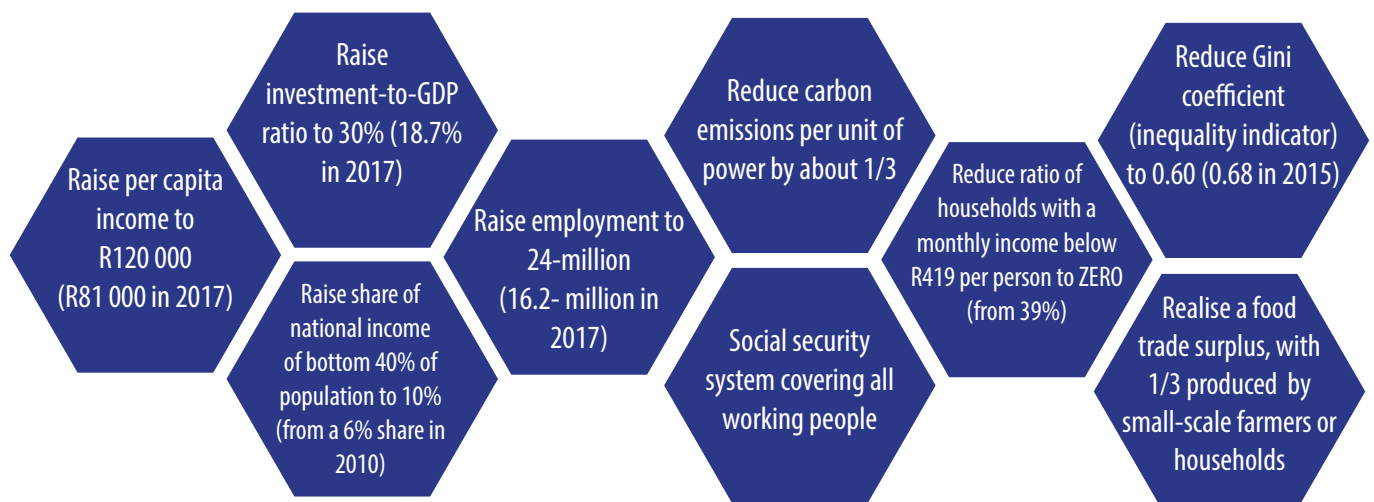 Raise per capita
income to
R120 000
(R81 000 in 2017)
Raise
investment-to-GDP
ratio to 30% (18.7%
in 2017)
Raise share of
national income
of bottom 40% of
population to 10%
(from a 6% share in
2010)
Raise employment to
24-million
(16.2- million in
2017)
Reduce carbon
emissions per unit of
power by about 1/3
Social security
system covering all
working people
Reduce ratio of
households with a
monthly income below
R419 per person to ZERO
(from 39%)
Reduce Gini
coefficient
(inequality indicator)
to 0.60 (0.68 in 2015)
Realise a food
trade surplus, with
1/3 produced by
small-scale farmers or
households